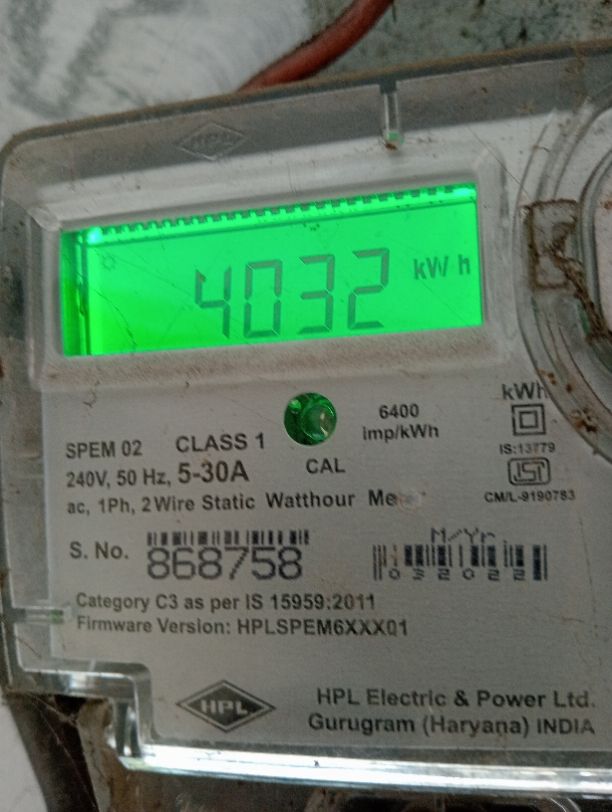 HPL
4032 kWh
6400
imp/kWh
kWh
SPEM 02 CLASS 1
CAL
IS:13779
240V, 50 Hz, 5-30A
CM/L-9190783
ac, 1Ph, 2Wire Static Watthour
S. No. 868758
M/Yr
032022
Category C3 as per IS 15959:2011
Firmware Version: HPLSPEM6XXX01
HPL
HPL Electric & Power Ltd.
Gurugram (Haryana) INDIA